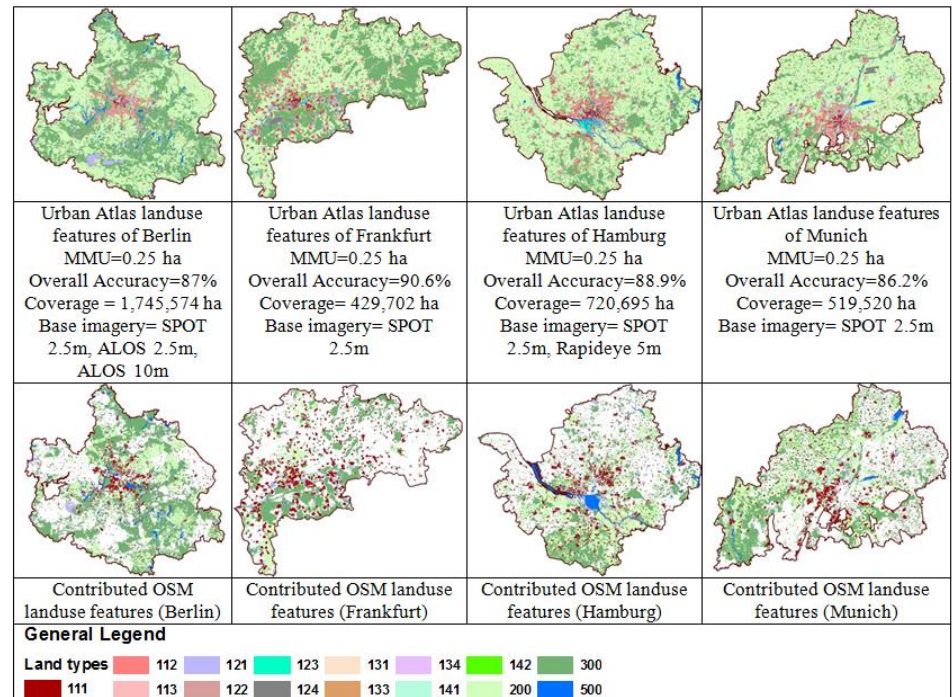 Urban Atlas landuse
features of Berlin
MMU=0.25 ha
Overall Accuracy=87%
Coverage = 1,745,574 ha
Base imagery= SPOT
2.5m, ALOS 2.5m,
ALOS 10m
Urban Atlas landuse
features of Frankfurt
MMU=0.25 ha
Overall Accuracy=90.6%
Coverage= 429,702 ha
Base imagery= SPOT
2.5m
Urban Atlas landuse
features of Hamburg
MMU=0.25 ha
Overall Accuracy=88.9%
Coverage= 720,695 ha
Base imagery= SPOT
2.5m, Rapideye 5m
Urban Atlas landuse features
of Munich
MMU=0.25 ha
Overall Accuracy=86.2%
Coverage= 519,520 ha
Base imagery= SPOT 2.5m
Contributed OSM
landuse features (Berlin)
Contributed OSM landuse
features (Frankfurt)
Contributed OSM landuse
features (Hamburg)
Contributed OSM landuse
features (Munich)
General Legend
Land types 112 121 123 131 134 142 300
111 113 122 124 133 141 200 500